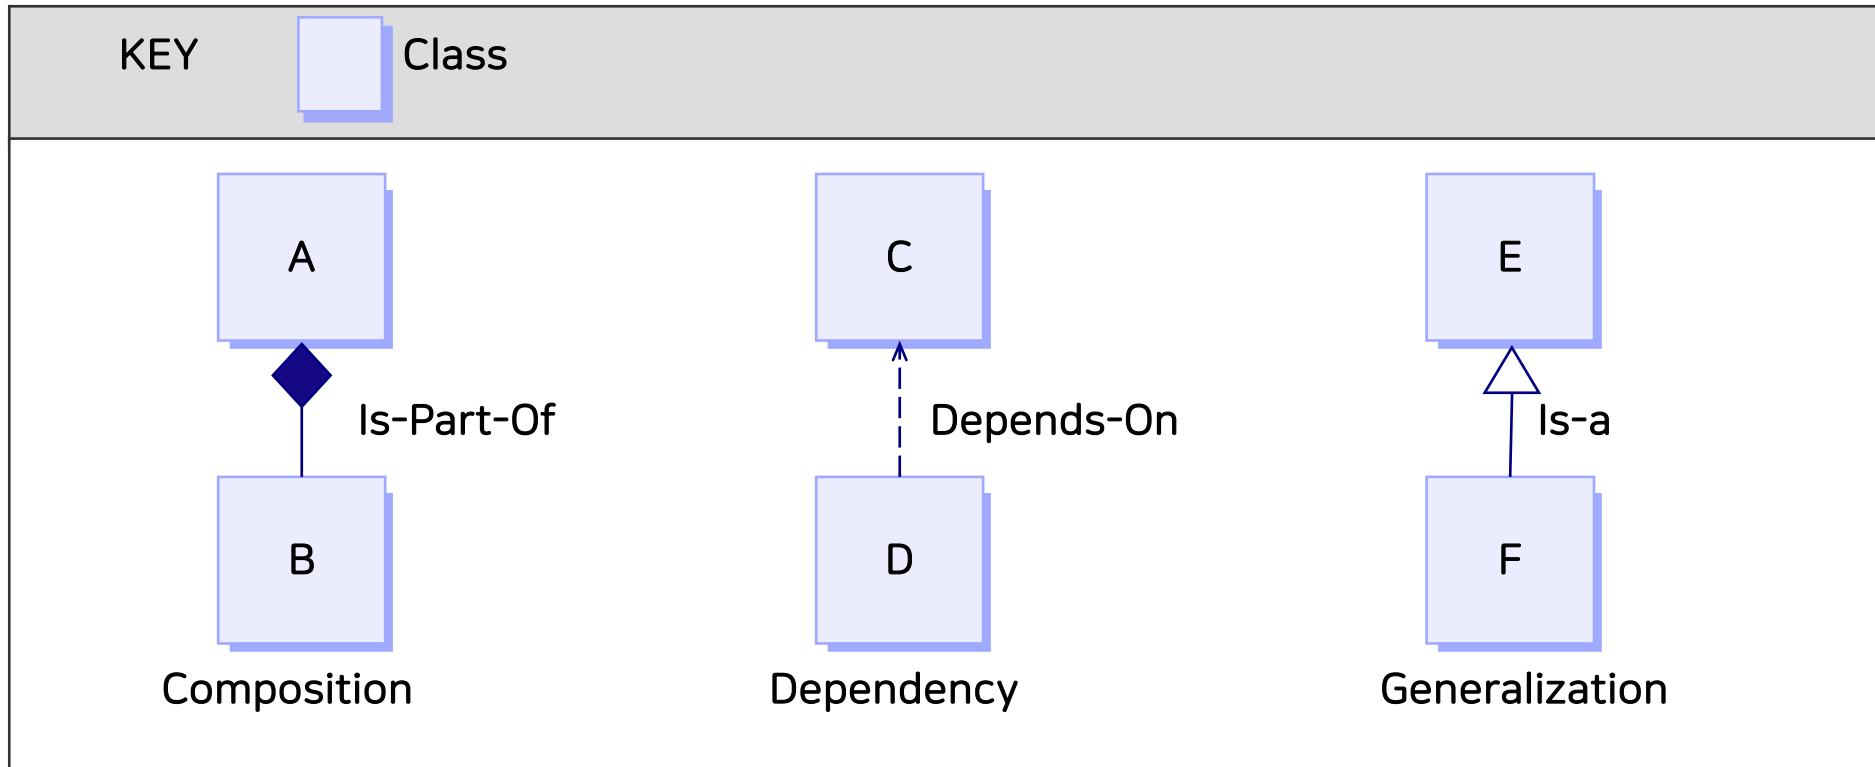 KEY
Class
A
C
E
Is-Part-Of
Depends-On
Is-a
B
D
F
Composition
Dependency
Generalization